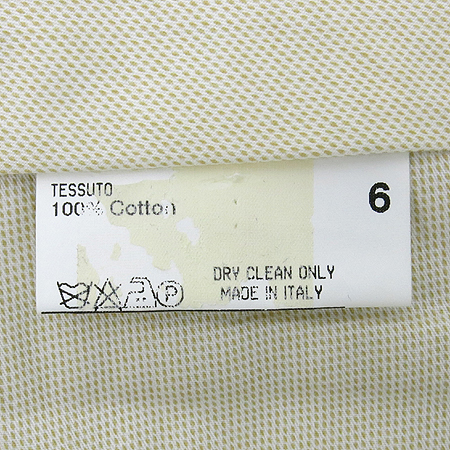 TESSUTO
100% Cotton
6
P
DRY CLEAN ONLY
MADE IN ITALY